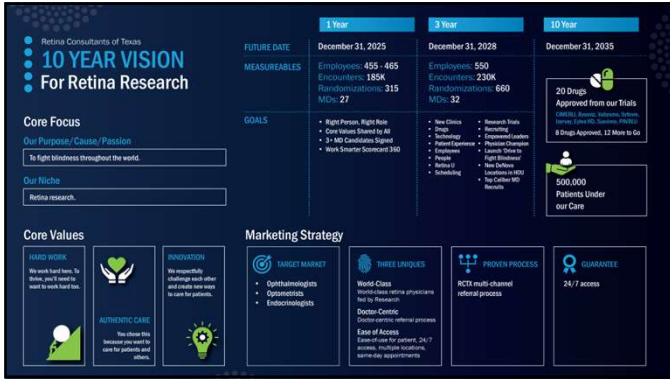 Retina Consultants of Texas
10 YEAR VISION
For Retina Research
Core Focus
Our Purpose/Cause/Passion
To fight blindness throughout the world.
Our Niche
Retina research.
1 Year
3 Year
10 Year
FUTURE DATE
December 31, 2025
December 31, 2028
December 31, 2035
MEASUREABLES
Employees: 455 - 465
Encounters: 185K
Randomizations: 315
MDs: 27
Employees: 550
Encounters: 230K
Randomizations: 660
MDs: 32
20 Drugs
Approved from our Trials
8 Drugs Approved, 12 More to Go
500,000
Patients Under
our Care
GOALS
• Right Person, Right Role
• Core Values Shared by All
• 3+ MD Candidates Signed
• Work Smarter Scorecard 360
• New Clinics
• Drugs
• Technology
• Patient Experience
• Employees
• People
• Retina U
• Scheduling
• Research Trials
• Recruiting
• Empowered Leaders
• Physician Champion
• Launch 'Drive to
Fight Blindness'
• New DeNovo
Locations in HOU
• Top Caliber MD
Recruits
Core Values
HARD WORK
We work hard here. To
thrive, you'll need to
want to work hard too.
AUTHENTIC CARE
You chose this
because you want to
care for patients and
others.
INNOVATION
We respectfully
challenge each other
and create new ways
to care for patients.
Marketing Strategy
TARGET MARKET
• Ophthalmologists
• Optometrists
• Endocrinologists
THREE UNIQUES
World-Class
World-class retina physicians
fed by Research
Doctor-Centric
Doctor-centric referral process
Ease of Access
Ease-of-use for patient, 24/7
access, multiple locations,
same-day appointments
PROVEN PROCESS
RCTX multi-channel
referral process
GUARANTEE
24/7 access